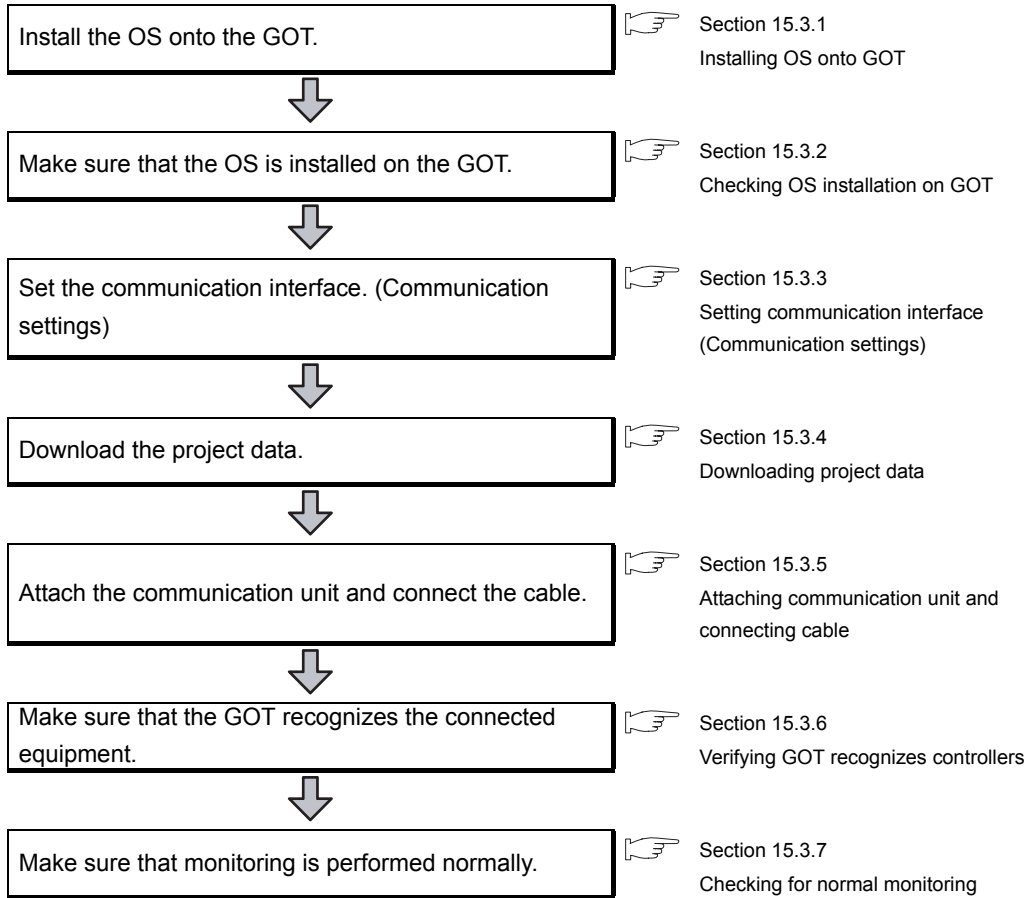 Install the OS onto the GOT.
Section 15.3.1
Installing OS onto GOT
Make sure that the OS is installed on the GOT.
Section 15.3.2
Checking OS installation on GOT
Set the communication interface. (Communication
settings)
Section 15.3.3
Setting communication interface
(Communication settings)
Download the project data.
Section 15.3.4
Downloading project data
Attach the communication unit and connect the cable.
Section 15.3.5
Attaching communication unit and
connecting cable
Make sure that the GOT recognizes the connected
equipment.
Section 15.3.6
Verifying GOT recognizes controllers
Make sure that monitoring is performed normally.
Section 15.3.7
Checking for normal monitoring